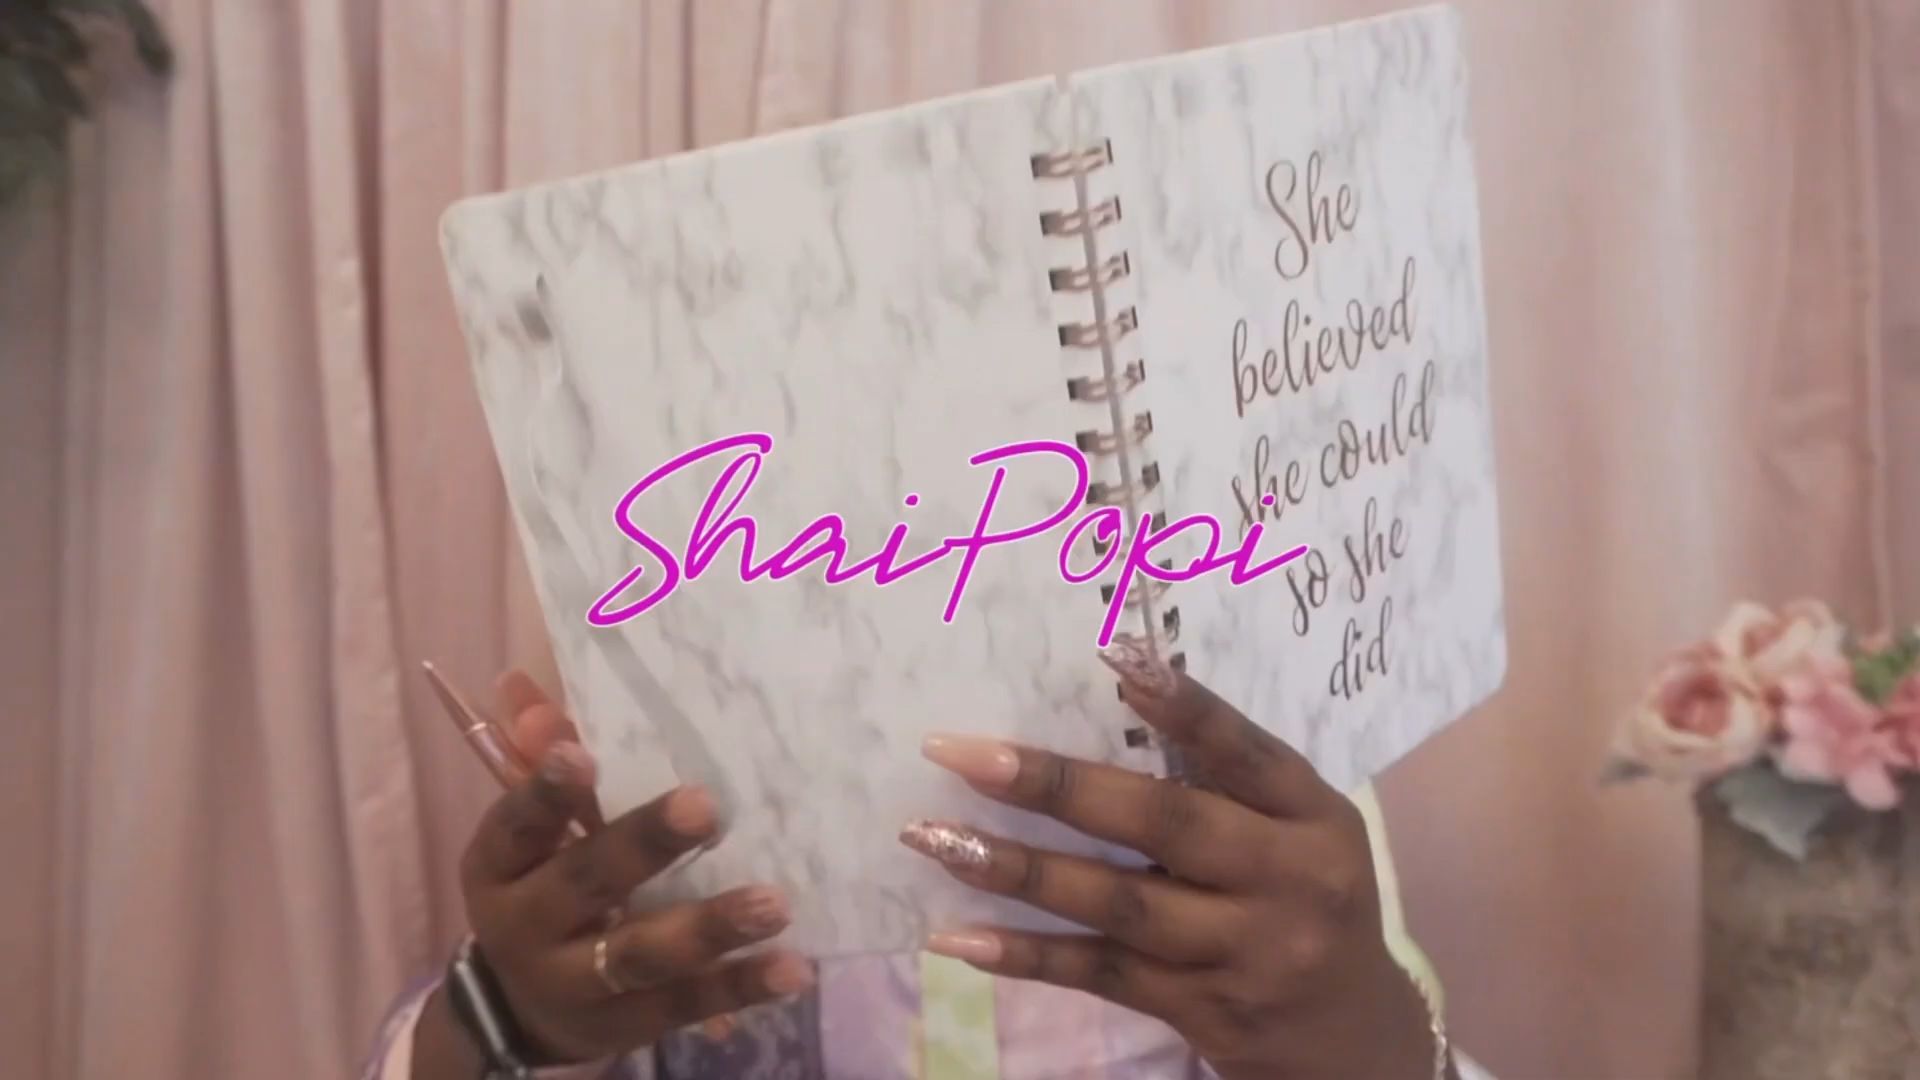 She
believed
she could
so she
did
ShaiPopi